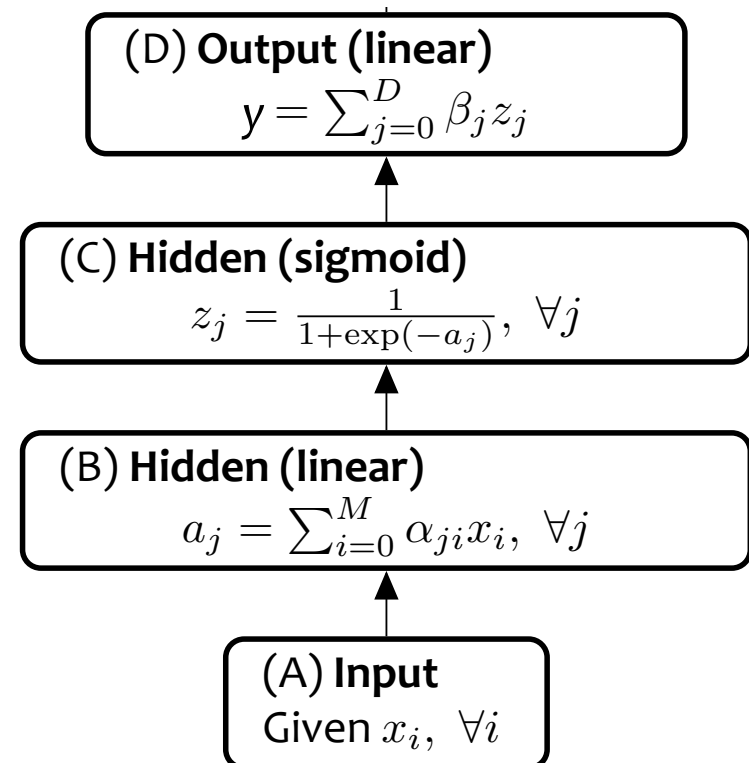 (D) Output (linear)
y = ∑_{j=0}^{D} β_j z_j
(C) Hidden (sigmoid)
z_j = \frac{1}{1+\exp(-a_j)}, ∀j
(B) Hidden (linear)
a_j = ∑_{i=0}^{M} α_{ji} x_i, ∀j
(A) Input
Given x_i, ∀i